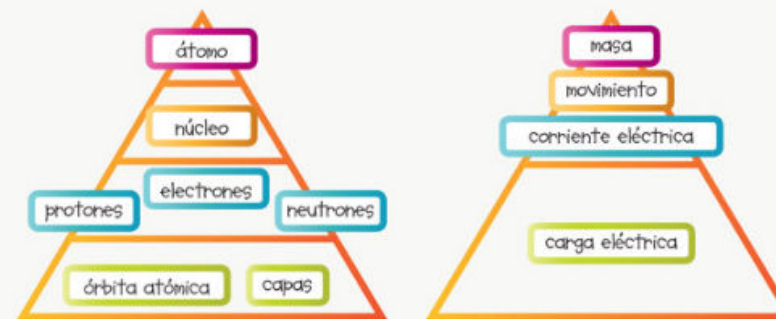 átomo
núcleo
electrones
protones
neutrones
órbita atómica
capas
masa
movimiento
corriente eléctrica
carga eléctrica